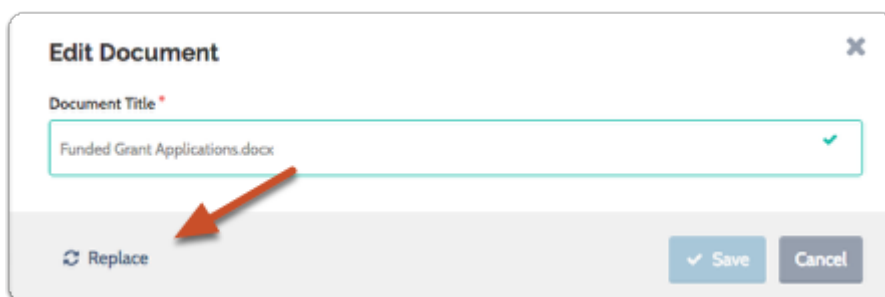 Edit Document
Document Title *
Funded Grant Applications.docx
Replace
Save
Cancel